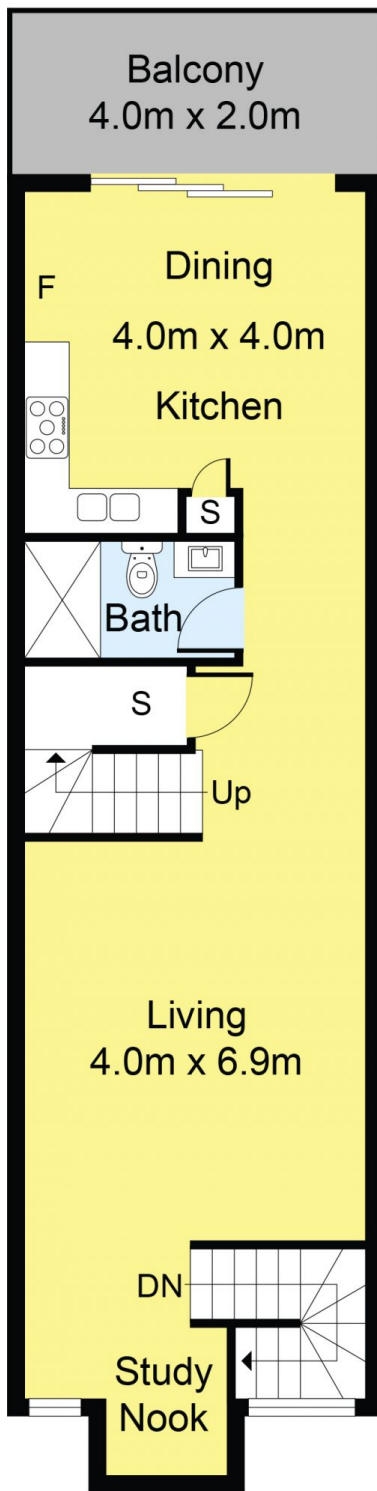 Balcony
4.0m x 2.0m
Dining
F
4.0m x 4.0m
Kitchen
S
Bath
S
Up
Living
4.0m x 6.9m
DN
Study
Nook